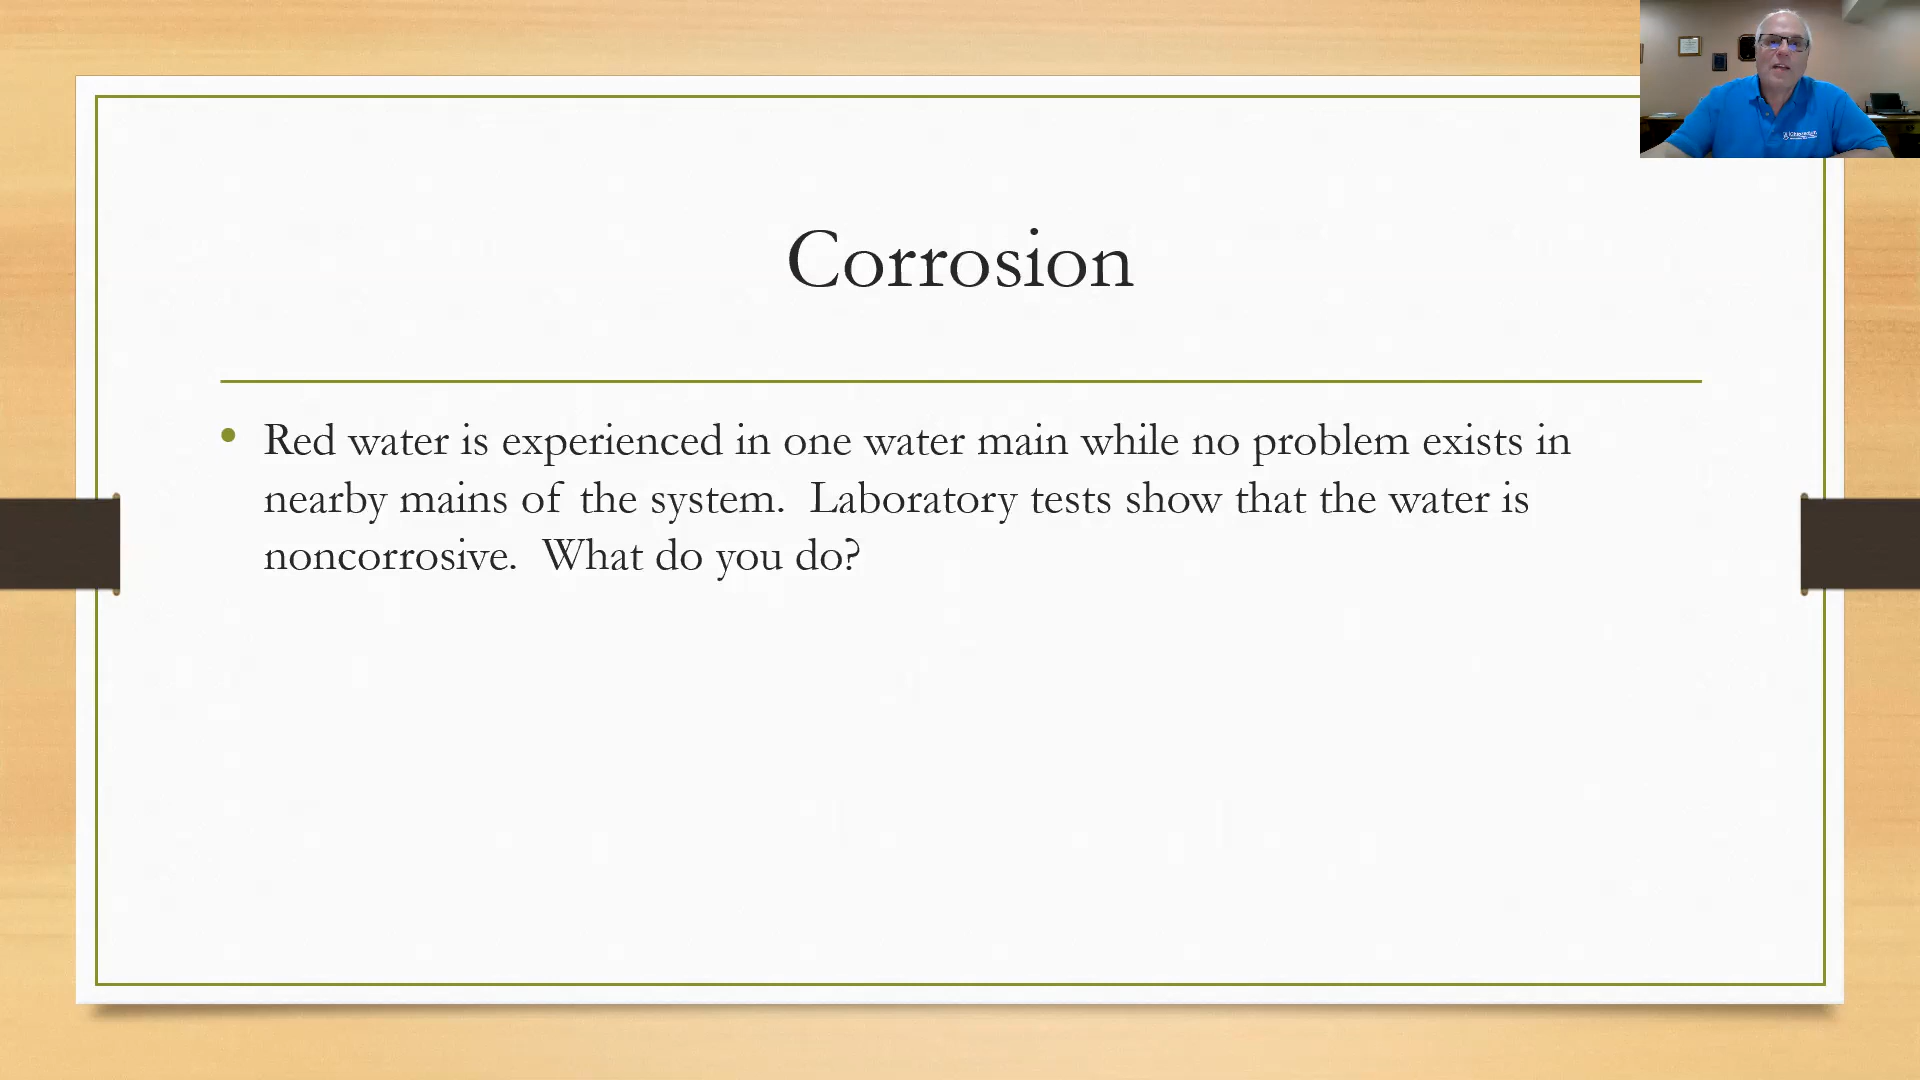 Corrosion
Red water is experienced in one water main while no problem exists in
nearby mains of the system. Laboratory tests show that the water is
noncorrosive. What do you do?